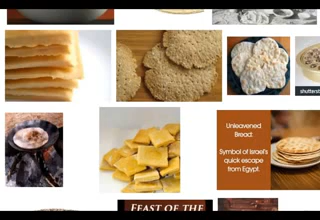 shutterst
Unleavened
Bread:
Symbol of Israel's
quick escape
from Egypt.
FEAST OF THE